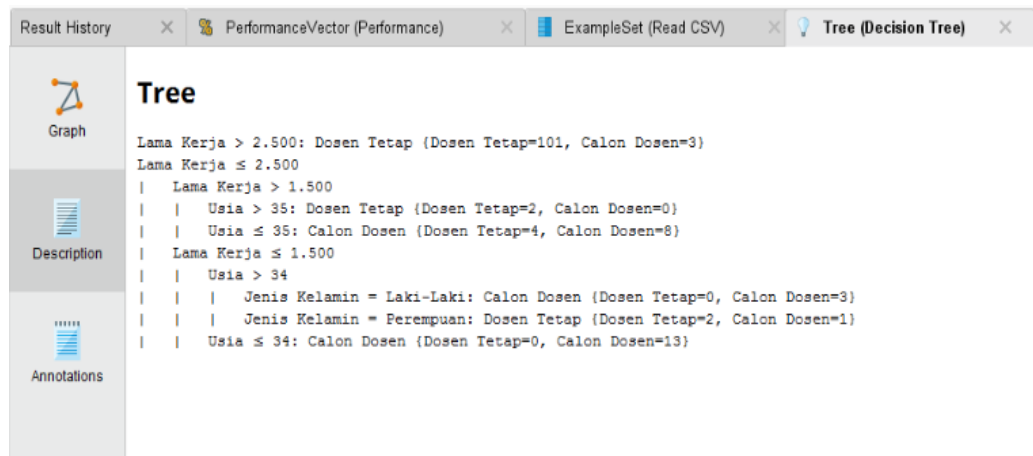 Result History
PerformanceVector (Performance)
ExampleSet (Read CSV)
Tree (Decision Tree)
Graph
Description
Annotations
Tree
Lama Kerja > 2.500: Dosen Tetap {Dosen Tetap=101, Calon Dosen=3}
Lama Kerja ≤ 2.500
|   Lama Kerja > 1.500
|   |   Usia > 35: Dosen Tetap {Dosen Tetap=2, Calon Dosen=0}
|   |   Usia ≤ 35: Calon Dosen {Dosen Tetap=4, Calon Dosen=8}
|   Lama Kerja ≤ 1.500
|   |   Usia > 34
|   |   |   Jenis Kelamin = Laki-Laki: Calon Dosen {Dosen Tetap=0, Calon Dosen=3}
|   |   |   Jenis Kelamin = Perempuan: Dosen Tetap {Dosen Tetap=2, Calon Dosen=1}
|   |   Usia ≤ 34: Calon Dosen {Dosen Tetap=0, Calon Dosen=13}